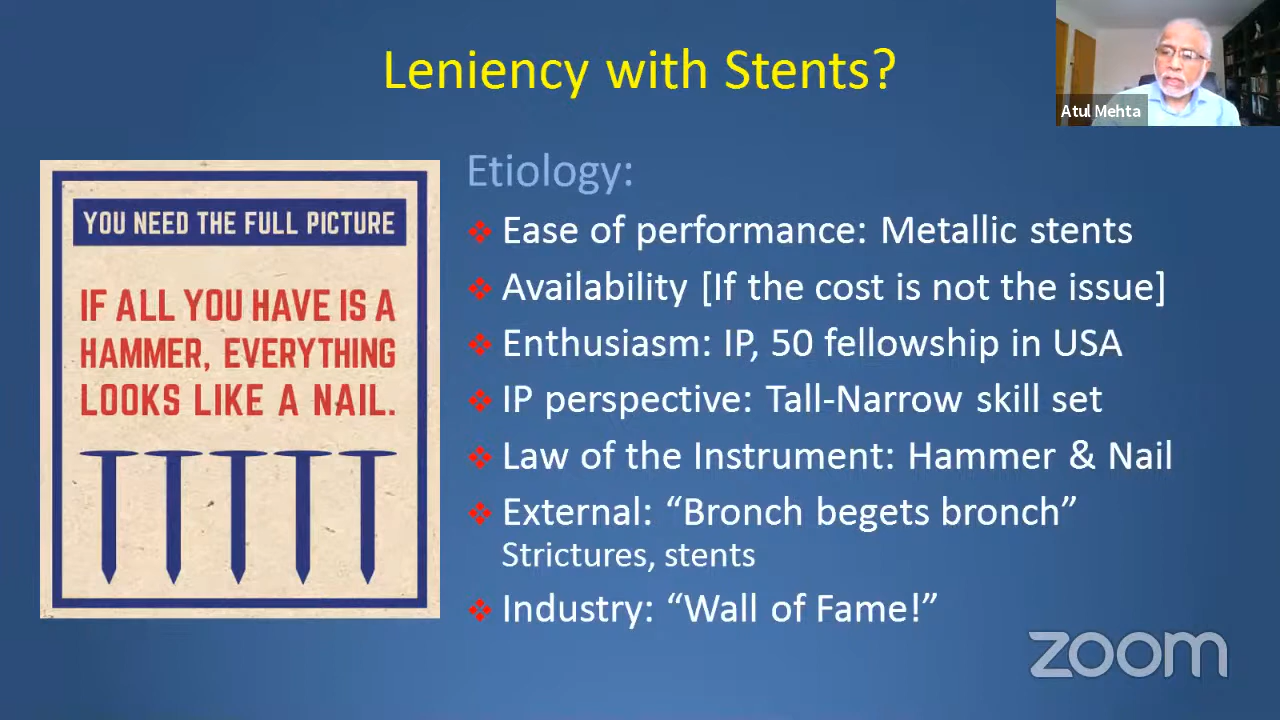 Leniency with Stents?
Atul Mehta
YOU NEED THE FULL PICTURE
IF ALL YOU HAVE IS A
HAMMER, EVERYTHING
LOOKS LIKE A NAIL.
Etiology:
Ease of performance: Metallic stents
Availability [If the cost is not the issue]
Enthusiasm: IP, 50 fellowship in USA
IP perspective: Tall-Narrow skill set
Law of the Instrument: Hammer & Nail
External: “Bronch begets bronch”
Strictures, stents
Industry: “Wall of Fame!”
zoom